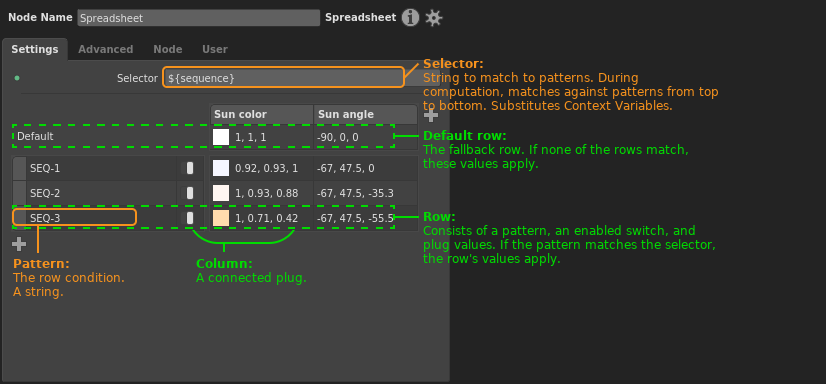 Node Name Spreadsheet Spreadsheet
Settings Advanced Node User
Selector ${sequence}
Selector:
String to match to patterns. During
computation, matches against patterns from top
to bottom. Substitutes Context Variables.
Sun color Sun angle
Default 1, 1, 1 -90, 0, 0
Default row:
The fallback row. If none of the rows match,
these values apply.
SEQ-1 0.92, 0.93, 1 -67, 47.5, 0
SEQ-2 1, 0.93, 0.88 -67, 47.5, -35.3
SEQ-3 1, 0.71, 0.42 -67, 47.5, -55.5
Row:
Consists of a pattern, an enabled switch, and
plug values. If the pattern matches the selector,
the row's values apply.
Pattern:
The row condition.
A string.
Column:
A connected plug.